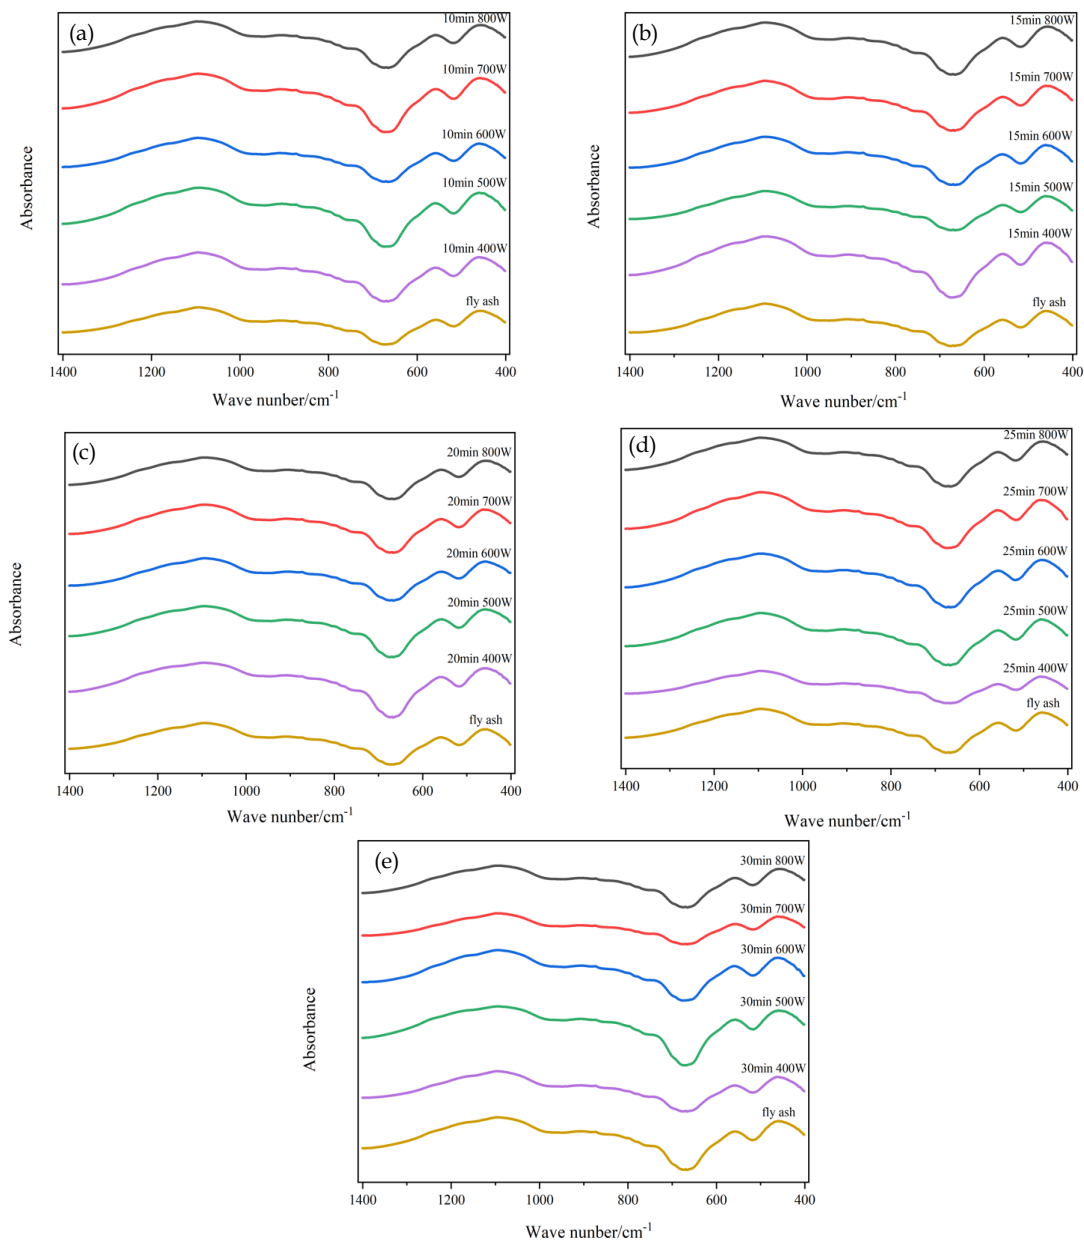 (a)
10min 800W
10min 700W
10min 600W
10min 500W
10min 400W
fly ash
Absorbance
1400 1200 1000 800 600 400
Wave nunber/cm-1
(b)
15min 800W
15min 700W
15min 600W
15min 500W
15min 400W
fly ash
Absorbance
1400 1200 1000 800 600 400
Wave nunber/cm-1
(c)
20min 800W
20min 700W
20min 600W
20min 500W
20min 400W
fly ash
Absorbance
1400 1200 1000 800 600 400
Wave nunber/cm-1
(d)
25min 800W
25min 700W
25min 600W
25min 500W
25min 400W
fly ash
Absorbance
1400 1200 1000 800 600 400
Wave nunber/cm-1
(e)
30min 800W
30min 700W
30min 600W
30min 500W
30min 400W
fly ash
Absorbance
1400 1200 1000 800 600 400
Wave nunber/cm-1